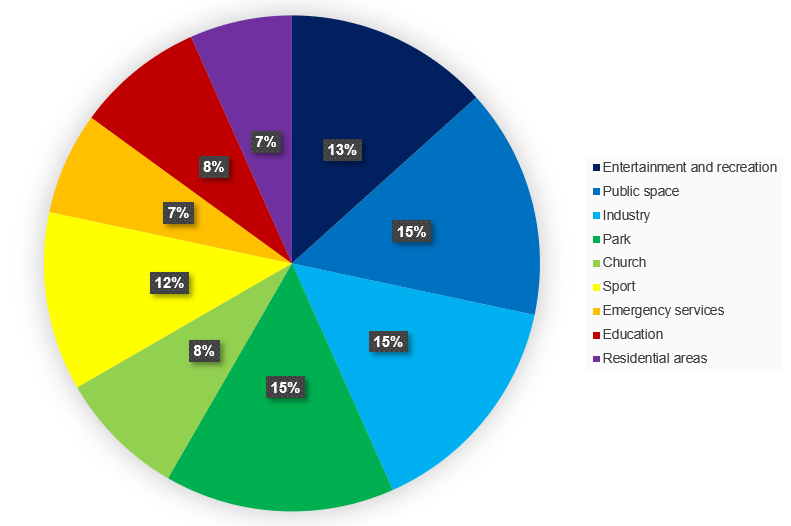 7%
13%
8%
7%
15%
12%
15%
8%
15%
Entertainment and recreation
Public space
Industry
Park
Church
Sport
Emergency services
Education
Residential areas